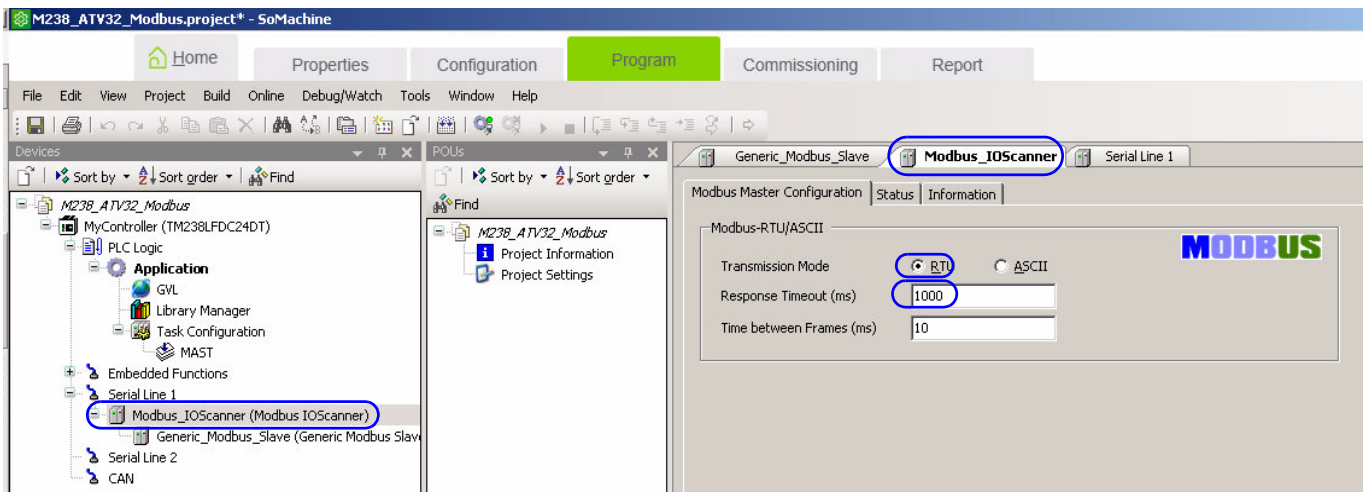 M238_ATV32_Modbus.project* - SoMachine
Home Properties Configuration Program Commissioning Report
File Edit View Project Build Online Debug/Watch Tools Window Help
Devices
Sort by Sort order Find
M238_ATV32_Modbus
MyController (TM238LFDC24DT)
PLC Logic
Application
GVL
Library Manager
Task Configuration
MAST
Embedded Functions
Serial Line 1
Modbus_IOScanner (Modbus IOScanner)
Generic_Modbus_Slave (Generic Modbus Slav
Serial Line 2
CAN
POUs
Sort by Sort order
Find
M238_ATV32_Modbus
Project Information
Project Settings
Generic_Modbus_Slave Modbus_IOScanner Serial Line 1
Modbus Master Configuration Status Information
Modbus-RTU/ASCII
MODBUS
Transmission Mode RTU ASCII
Response Timeout (ms) 1000
Time between Frames (ms) 10